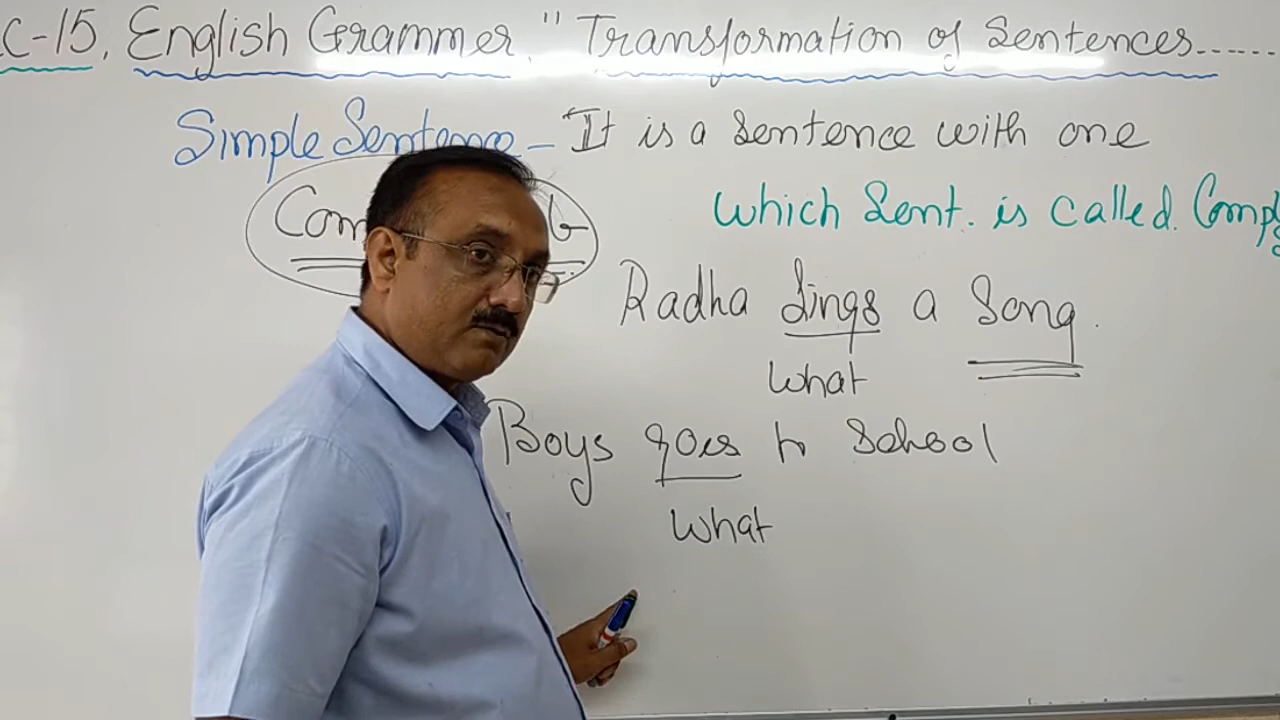 C-15, English Grammer "Transformation of Sentences......
Simple Sentence - It is a Sentence with one
which Sent. is called. Comple
Radha Sings a Song.
What
Boys goes to School
What